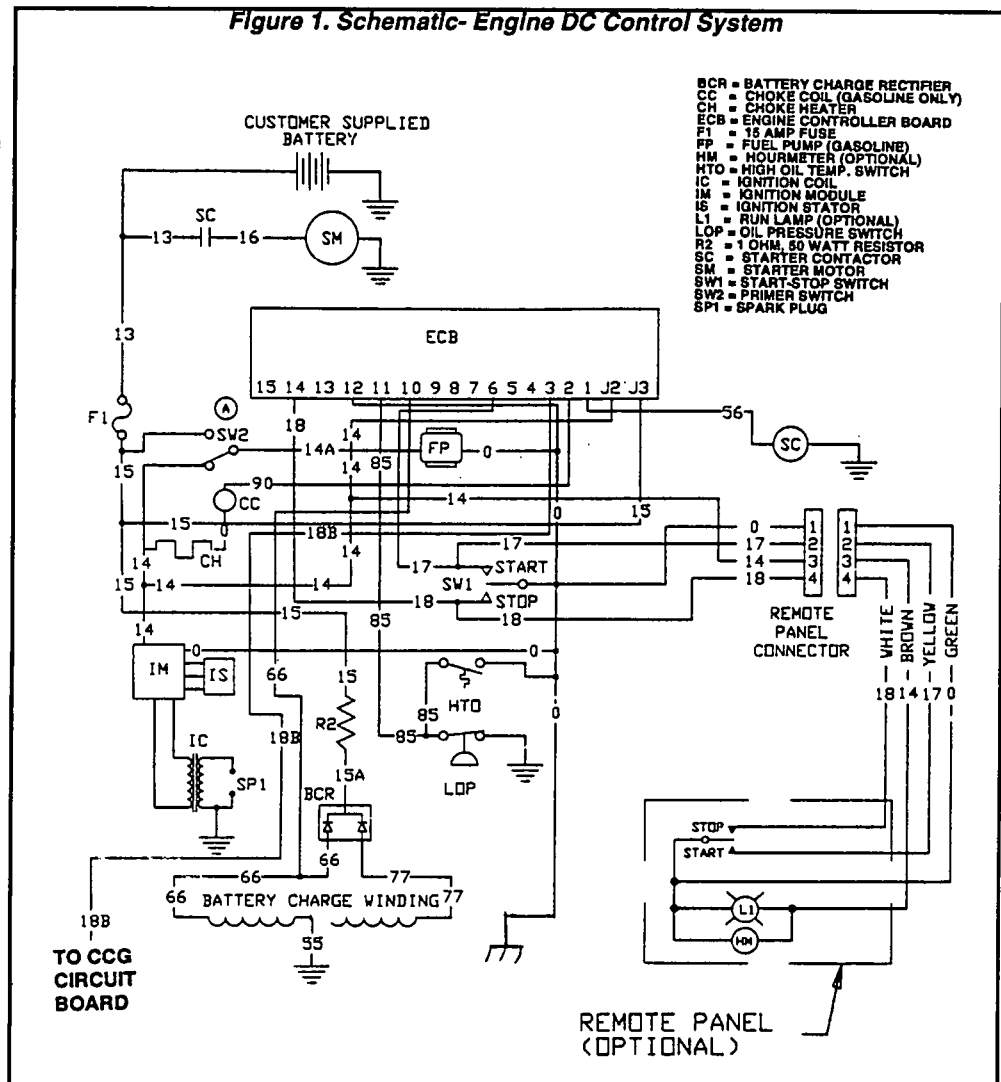 Figure 1. Schematic- Engine DC Control System
BCR = BATTERY CHARGE RECTIFIER
CC = CHOKE COIL (GASOLINE ONLY)
CH = CHOKE HEATER
ECB = ENGINE CONTROLLER BOARD
F1 = 15 AMP FUSE
FP = FUEL PUMP (GASOLINE)
HM = HOURMETER (OPTIONAL)
HTO = HIGH OIL TEMP. SWITCH
IC = IGNITION COIL
IM = IGNITION MODULE
IS = IGNITION STATOR
L1 = RUN LAMP (OPTIONAL)
LOP = OIL PRESSURE SWITCH
R2 = 1 OHM, 50 WATT RESISTOR
SC = STARTER CONTACTOR
SM = STARTER MOTOR
SW1 = START-STOP SWITCH
SW2 = PRIMER SWITCH
SP1 = SPARK PLUG
CUSTOMER SUPPLIED
BATTERY
SC
13 16 SM
13
ECB
15 14 13 12 11 10 9 8 7 6 5 4 3 2 1 J2 J3
F1
A
SW2
18
14
56
SC
14A
85
FP
0
15
14
90
CC
14
15
0
18B
0
15
0
1
1
17
17
2
2
14
CH
14
17
START
14
3
3
SW1
18
4
4
15
14
14
18
STOP
18
15
85
REMOTE
PANEL
CONNECTOR
WHITE
BROWN
YELLOW
GREEN
14
0
0
IM
IS
66
15
HTO
18
14
17
0
R2
85
0
IC
18B
85
SP1
15A
LOP
BCR
66
66
77
STOP
START
66
BATTERY CHARGE WINDING
77
L1
18B
55
HM
TO CCG
CIRCUIT
BOARD
REMOTE PANEL
(OPTIONAL)